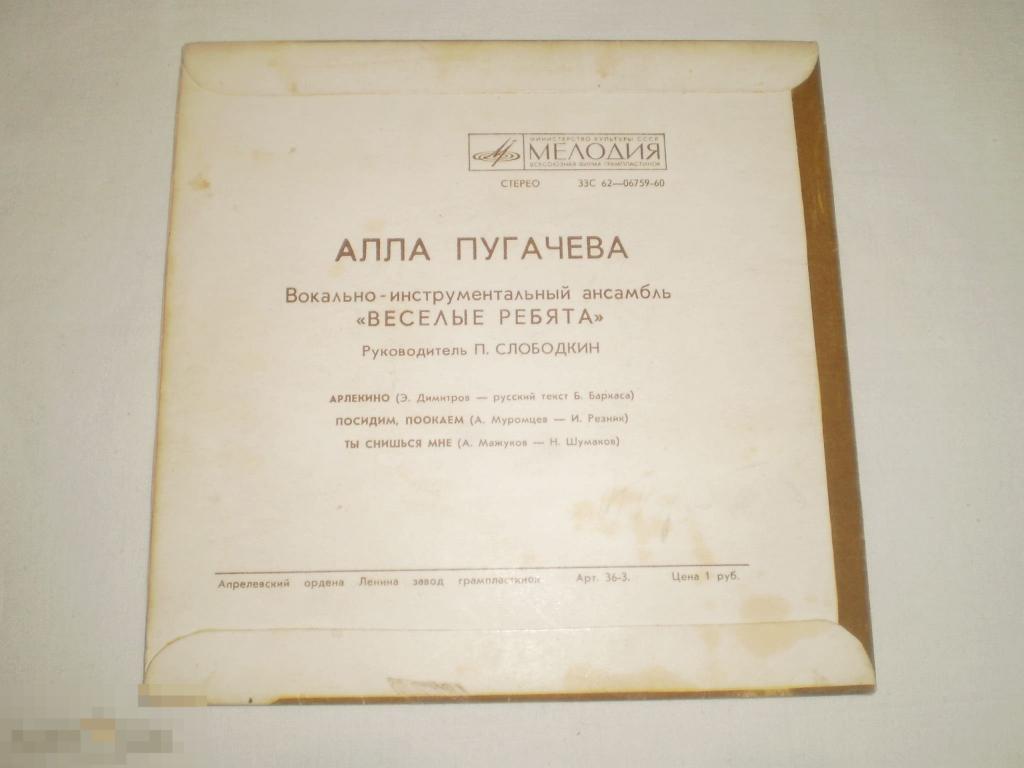 МИНИСТЕРСТВО КУЛЬТУРЫ СССР
МЕЛОДИЯ
ВСЕСОЮЗНАЯ ФИРМА ГРАМПЛАСТИНОК
СТЕРЕО 33С 62—06759-60
АЛЛА ПУГАЧЕВА
Вокально-инструментальный ансамбль
«ВЕСЕЛЫЕ РЕБЯТА»
Руководитель П. СЛОБОДКИН
АРЛЕКИНО (Э. Димитров — русский текст Б. Баркаса)
ПОСИДИМ, ПООКАЕМ (А. Муромцев — И. Резник)
ТЫ СНИШЬСЯ МНЕ (А. Мажуков — Н. Шумаков)
Апрелевский ордена Ленина завод грампластинок Арт. 36-3. Цена 1 руб.